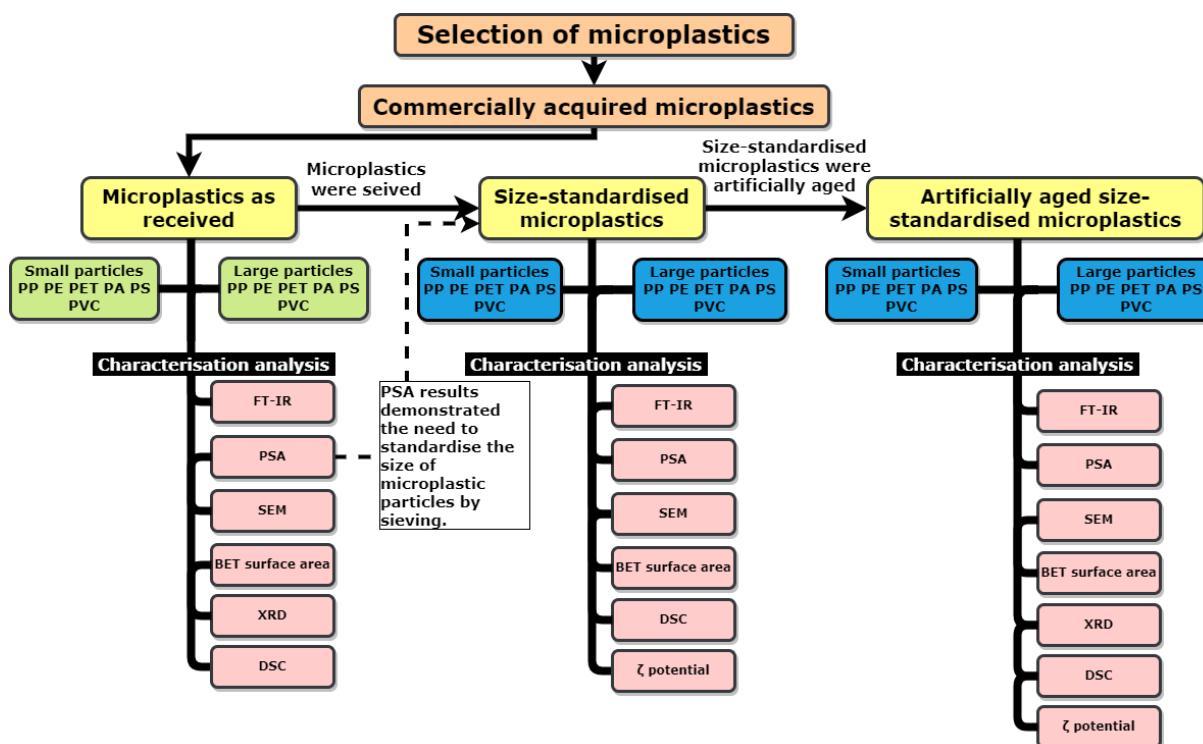 Selection of microplastics
Commercially acquired microplastics
Microplastics
were seived
Size-standardised
microplastics were
artificially aged
Microplastics as
received
Size-standardised
microplastics
Artificially aged size-
standardised microplastics
Small particles
PP PE PET PA PS
PVC
Large particles
PP PE PET PA PS
PVC
Small particles
PP PE PET PA PS
PVC
Large particles
PP PE PET PA PS
PVC
Small particles
PP PE PET PA PS
PVC
Large particles
PP PE PET PA PS
PVC
Characterisation analysis
FT-IR
PSA
SEM
BET surface area
XRD
DSC
PSA results
demonstrated
the need to
standardise the
size of
microplastic
particles by
sieving.
Characterisation analysis
FT-IR
PSA
SEM
BET surface area
DSC
ζ potential
Characterisation analysis
FT-IR
PSA
SEM
BET surface area
XRD
DSC
ζ potential